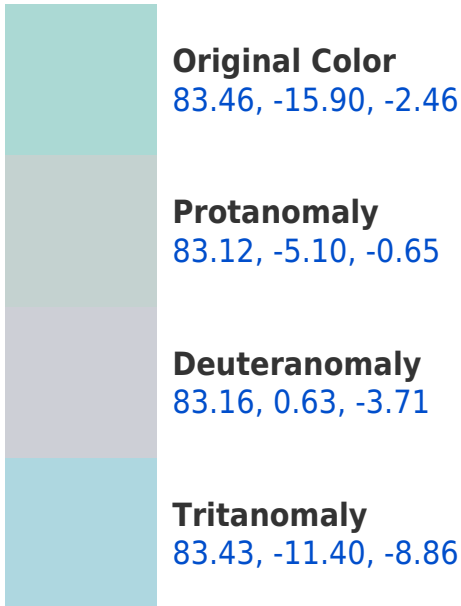 Original Color
83.46, -15.90, -2.46
Protanomaly
83.12, -5.10, -0.65
Deuteranomaly
83.16, 0.63, -3.71
Tritanomaly
83.43, -11.40, -8.86